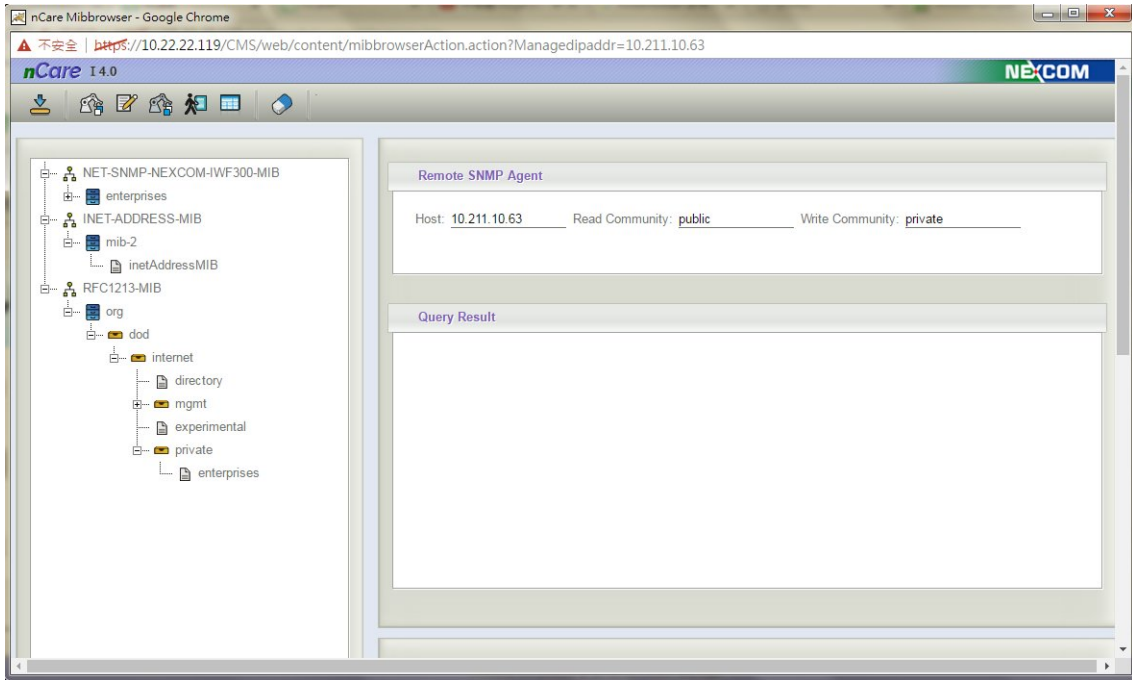 nCare Mibbrowser - Google Chrome
不安全 | https://10.22.22.119/CMS/web/content/mibbrowserAction.action?Managedipaddr=10.211.10.63
nCare I 4.0
NEXCOM
NET-SNMP-NEXCOM-IWF300-MIB
enterprises
INET-ADDRESS-MIB
mib-2
inetAddressMIB
RFC1213-MIB
org
dod
internet
directory
mgmt
experimental
private
enterprises
Remote SNMP Agent
Host: 10.211.10.63 Read Community: public Write Community: private
Query Result